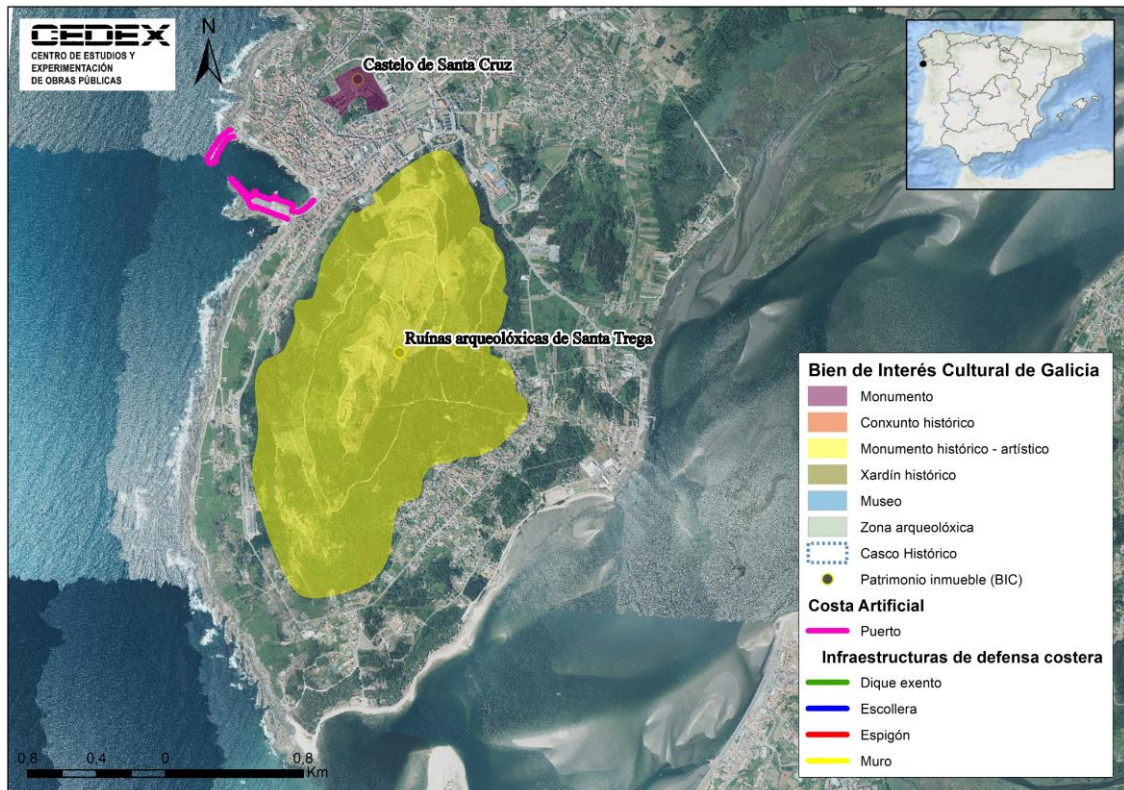 CEDEX
CENTRO DE ESTUDIOS Y
EXPERIMENTACIÓN
DE OBRAS PÚBLICAS
N
Castelo de Santa Cruz
Ruínas arqueolóxicas de Santa Trega
Bien de Interés Cultural de Galicia
Monumento
Conxunto histórico
Monumento histórico - artístico
Xardín histórico
Museo
Zona arqueolóxica
Casco Histórico
Patrimonio inmueble (BIC)
Costa Artificial
Puerto
Infraestructuras de defensa costera
Dique exento
Escollera
Espigón
Muro
0,8 0,4 0 0,8
Km